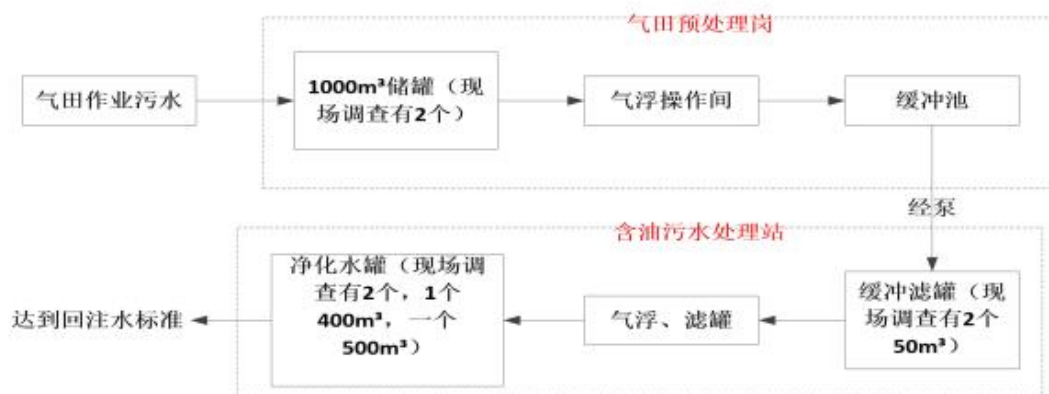 气田预处理岗
气田作业污水
1000m³储罐（现
场调查有2个）
气浮操作间
缓冲池
经泵
含油污水处理站
缓冲滤罐（现
场调查有2个
50m³）
气浮、滤罐
净化水罐（现场调
查有2个，1个
400m³，一个
500m³）
达到回注水标准